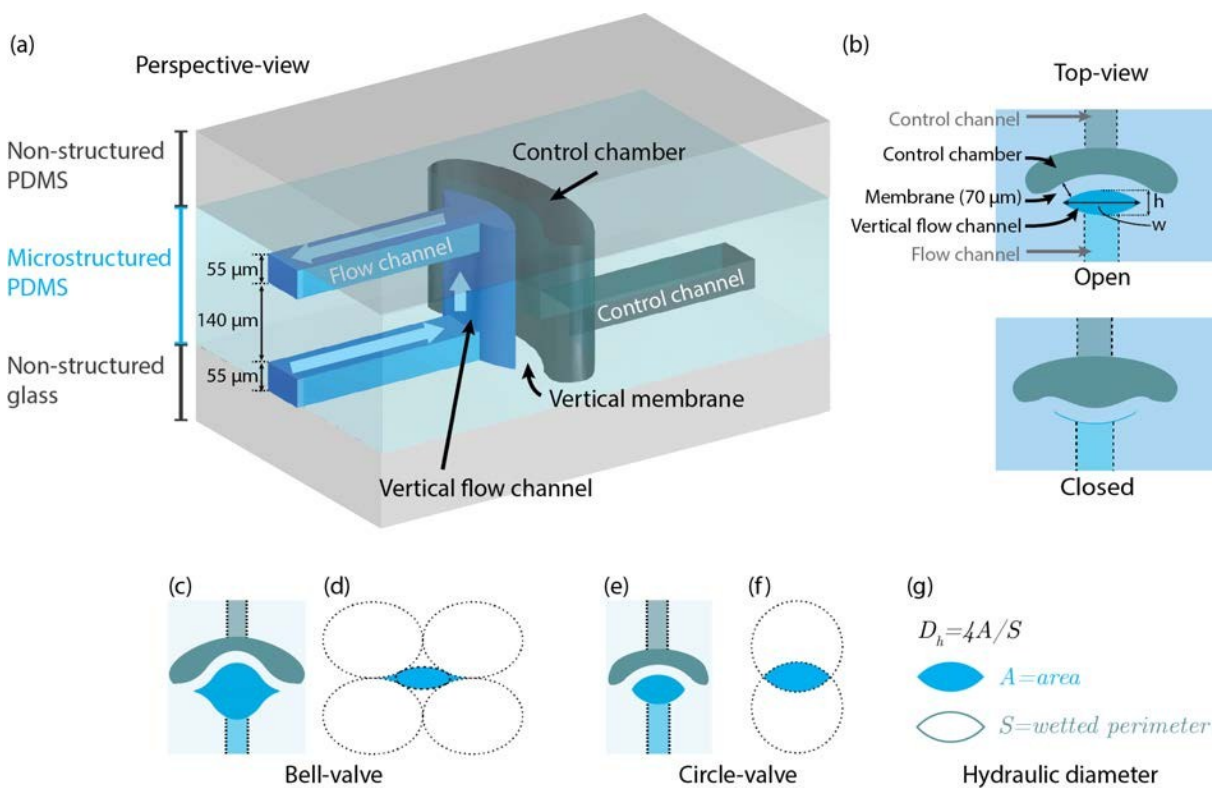 (a)
Perspective-view
Non-structured
PDMS
Microstructured
PDMS
Non-structured
glass
55 µm
140 µm
55 µm
Control chamber
Flow channel
Control channel
Vertical membrane
Vertical flow channel
(b)
Top-view
Control channel
Control chamber
Membrane (70 µm)
Vertical flow channel
Flow channel
h
w
Open
Closed
(c)
(d)
Bell-valve
(e)
(f)
Circle-valve
(g)
D_h=4A/S
A=area
S=wetted perimeter
Hydraulic diameter